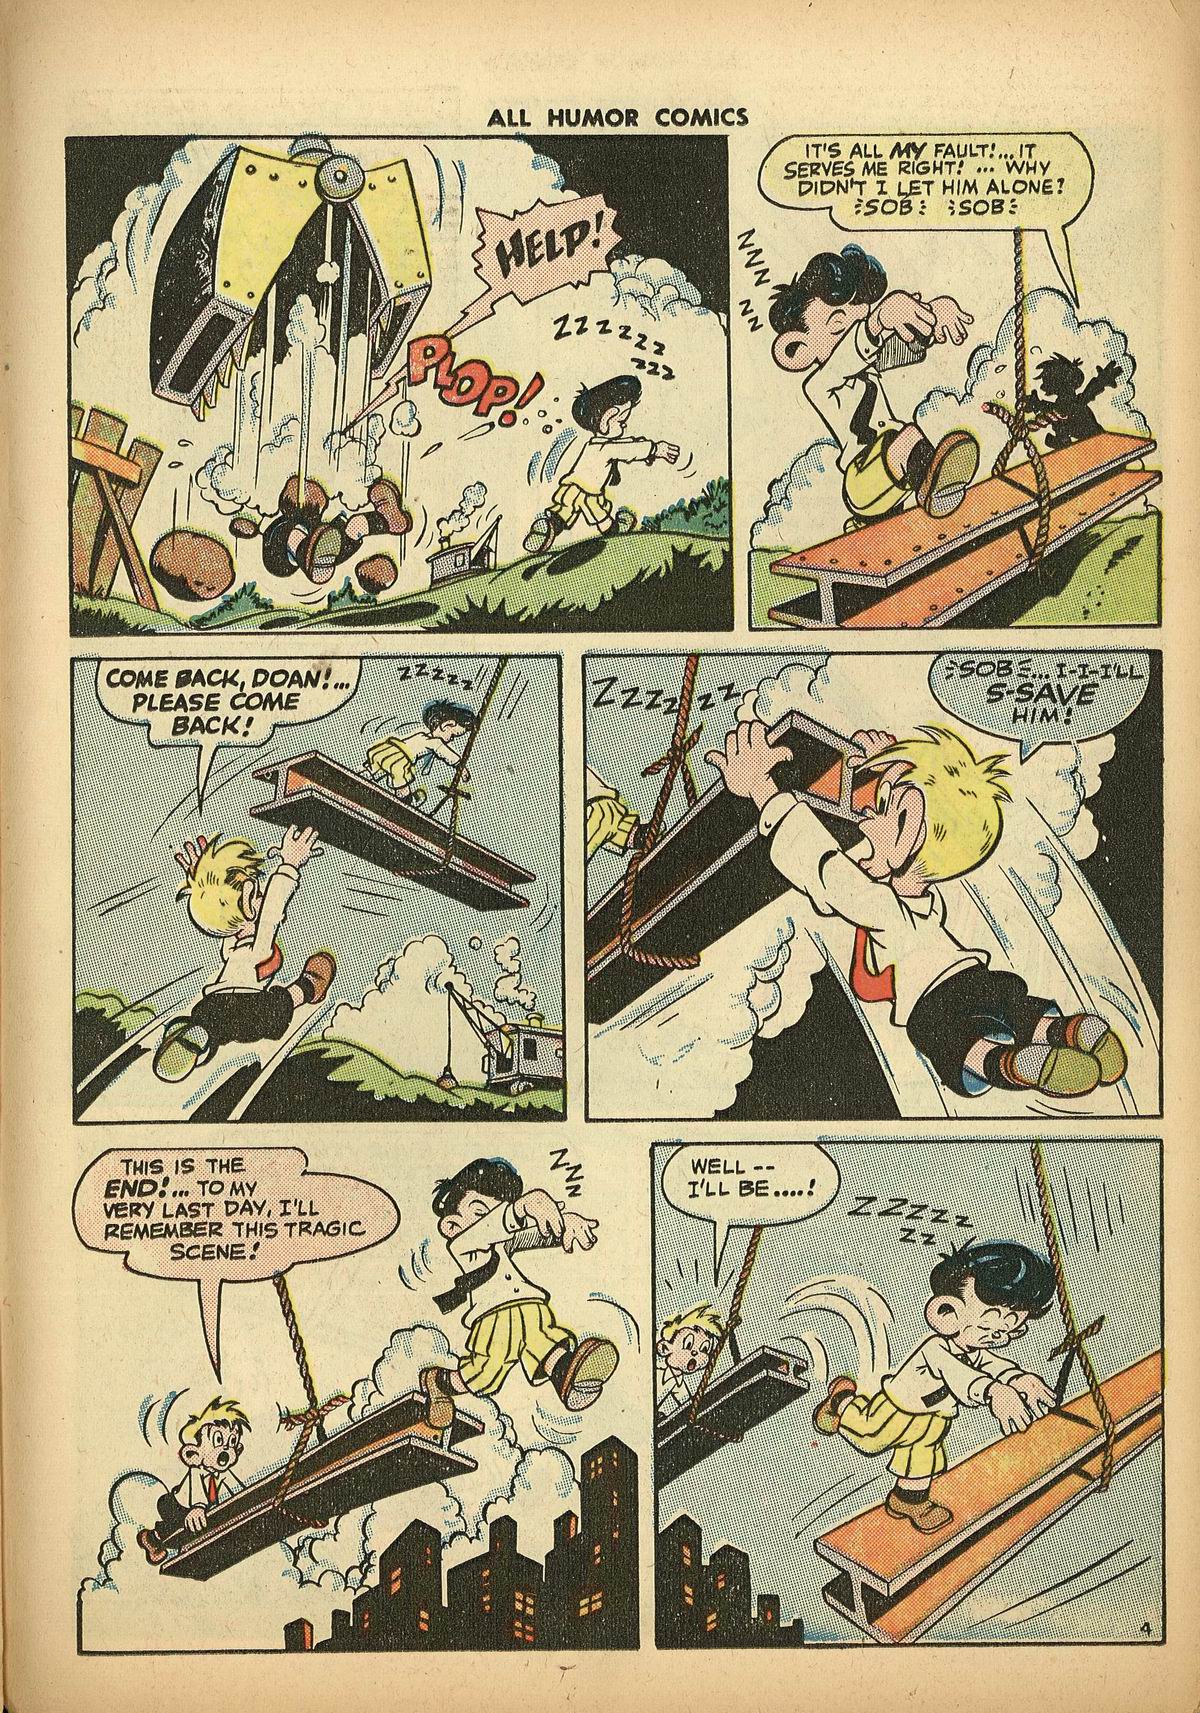 ALL HUMOR COMICS
HELP!
PLOP!
ZZZZZZ
ZZZ
IT'S ALL MY FAULT!...IT
SERVES ME RIGHT! ... WHY
DIDN'T I LET HIM ALONE?
SOB SOB
ZZZ
ZZ
COME BACK, DOAN!...
PLEASE COME
BACK!
ZZZZZ
ZZZZZZZ
SOB... I-I-I'LL
S-SAVE
HIM!
THIS IS THE
END!... TO MY
VERY LAST DAY, I'LL
REMEMBER THIS TRAGIC
SCENE!
ZZZ
WELL --
I'LL BE....!
ZZZZZ
ZZ
4